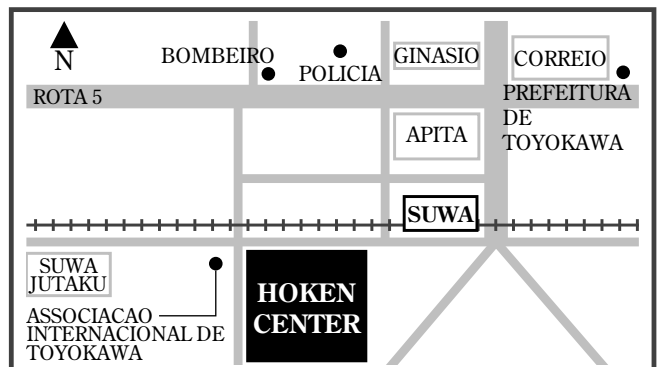 N
BOMBEIRO
POLICIA
GINASIO
CORREIO
ROTA 5
PREFEITURA
DE
TOYOKAWA
APITA
SUWA
SUWA
JUTAKU
HOKEN
CENTER
ASSOCIACAO
INTERNACIONAL DE
TOYOKAWA